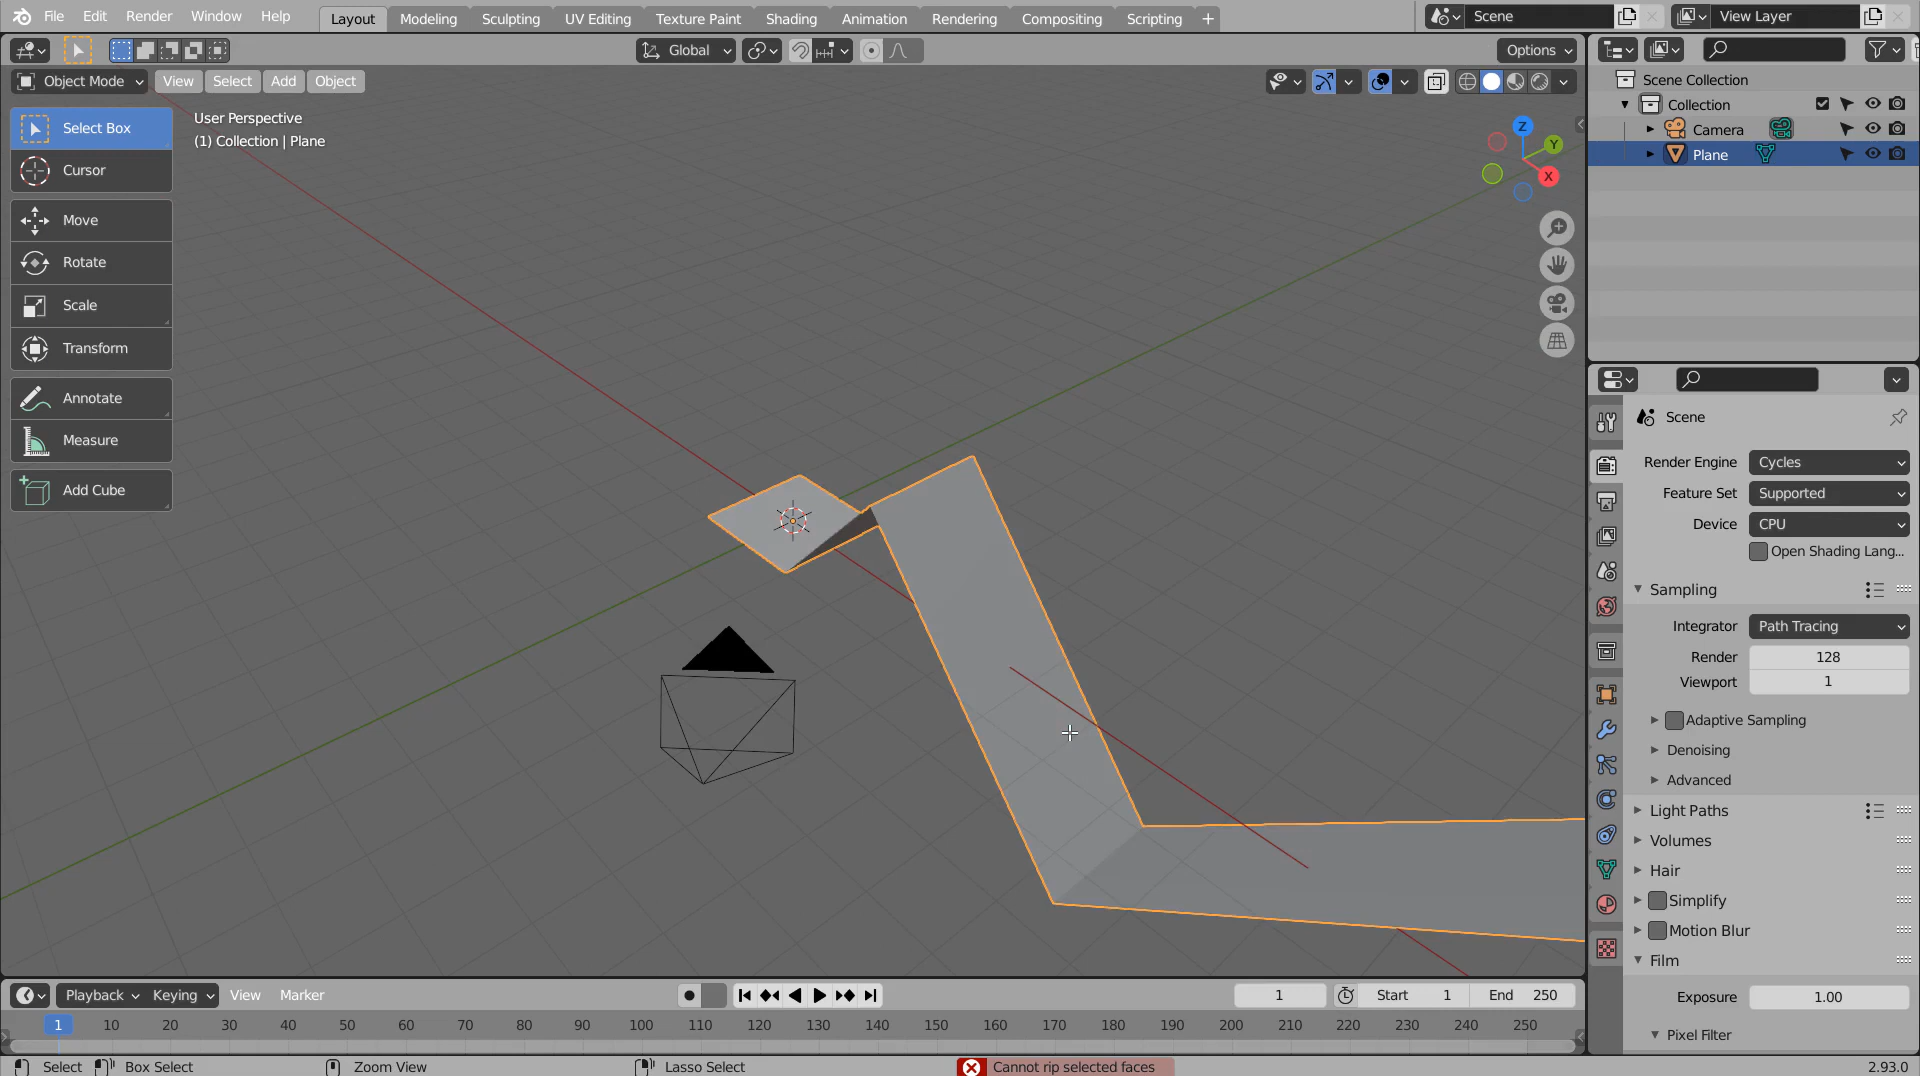 File Edit Render Window Help Layout Modeling Sculpting UV Editing Texture Paint Shading Animation Rendering Compositing Scripting + Scene View Layer
Global Options
Object Mode View Select Add Object
Select Box
Cursor
Move
Rotate
Scale
Transform
Annotate
Measure
Add Cube
User Perspective
(1) Collection | Plane
Z
Y
X
Scene Collection
Collection
Camera
Plane
Scene
Render Engine Cycles
Feature Set Supported
Device CPU
Open Shading Lang...
Sampling
Integrator Path Tracing
Render 128
Viewport 1
Adaptive Sampling
Denoising
Advanced
Light Paths
Volumes
Hair
Simplify
Motion Blur
Film
Exposure 1.00
Pixel Filter
Playback Keying View Marker 1 Start 1 End 250
1 10 20 30 40 50 60 70 80 90 100 110 120 130 140 150 160 170 180 190 200 210 220 230 240 250
Select Box Select Zoom View Lasso Select Cannot rip selected faces 2.93.0